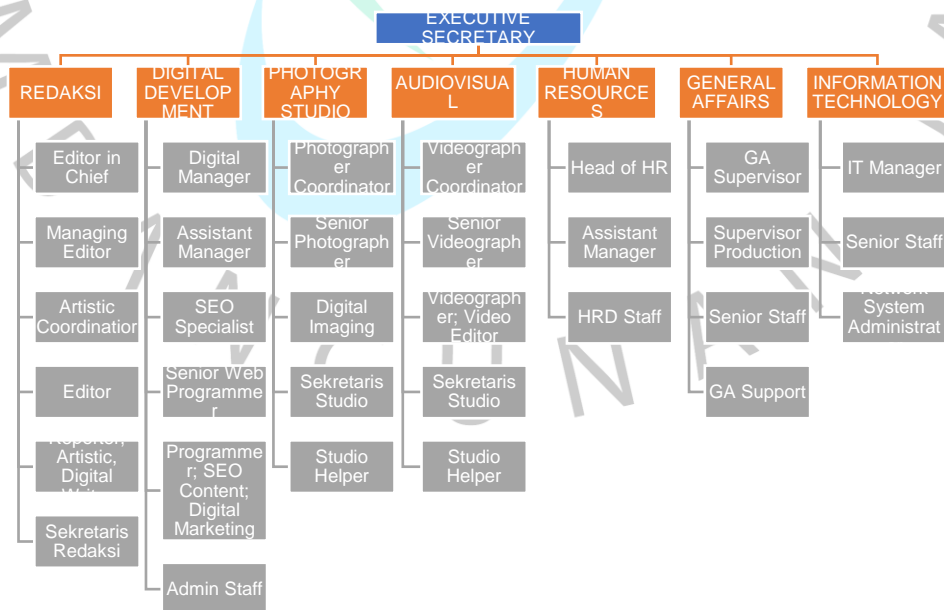 EXECUTIVE
SECRETARY
REDAKSI
DIGITAL
DEVELOP
MENT
PHOTOGR
APHY
STUDIO
AUDIOVISUA
L
HUMAN
RESOURCE
S
GENERAL
AFFAIRS
INFORMATION
TECHNOLOGY
Editor in
Chief
Managing
Editor
Artistic
Coordination
Editor
Reporter,
Artistic,
Digital
Sekretaris
Redaksi
Digital
Manager
Assistant
Manager
SEO
Specialist
Senior Web
Programme
r
Programme
r; SEO
Content;
Digital
Marketing
Admin Staff
Photograph
er
Coordinator
Senior
Photograph
er
Digital
Imaging
Sekretaris
Studio
Studio
Helper
Videograph
er
Coordinator
Senior
Videograph
er
Videograph
er; Video
Editor
Sekretaris
Studio
Studio
Helper
Head of HR
Assistant
Manager
HRD Staff
GA
Supervisor
Supervisor
Production
Senior Staff
GA Support
IT Manager
Senior Staff
Network
System
Administrat